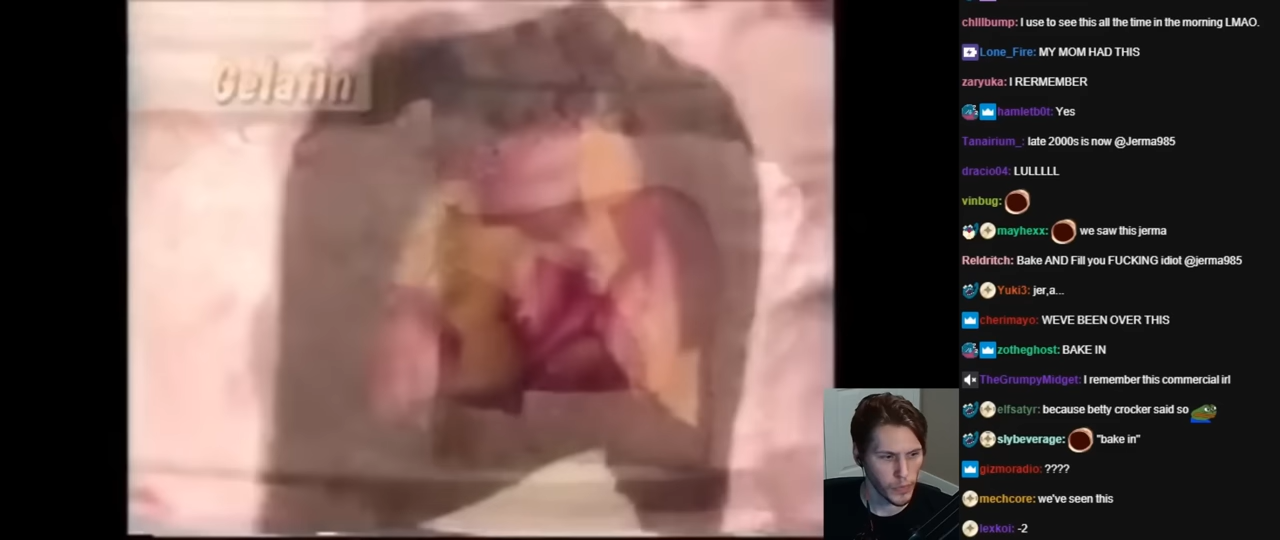 Gelatin
chillbump: I use to see this all the time in the morning LMAO.
Lone_Fire: MY MOM HAD THIS
zaryuka: I RERMEMBER
hamletb0t: Yes
Tanairium_: late 2000s is now @Jerma985
dracio04: LULLLLL
vinbug:
mayhexx: we saw this jerma
Reldritch: Bake AND Fill you FUCKING idiot @jerma985
Yuki3: jer,a...
cherimayo: WEVE BEEN OVER THIS
zotheghost: BAKE IN
TheGrumpyMidget: I remember this commercial irl
elfsatyr: because betty crocker said so
slybeverage: "bake in"
gizmoradio: ????
mechcore: we've seen this
lexkoi: -2